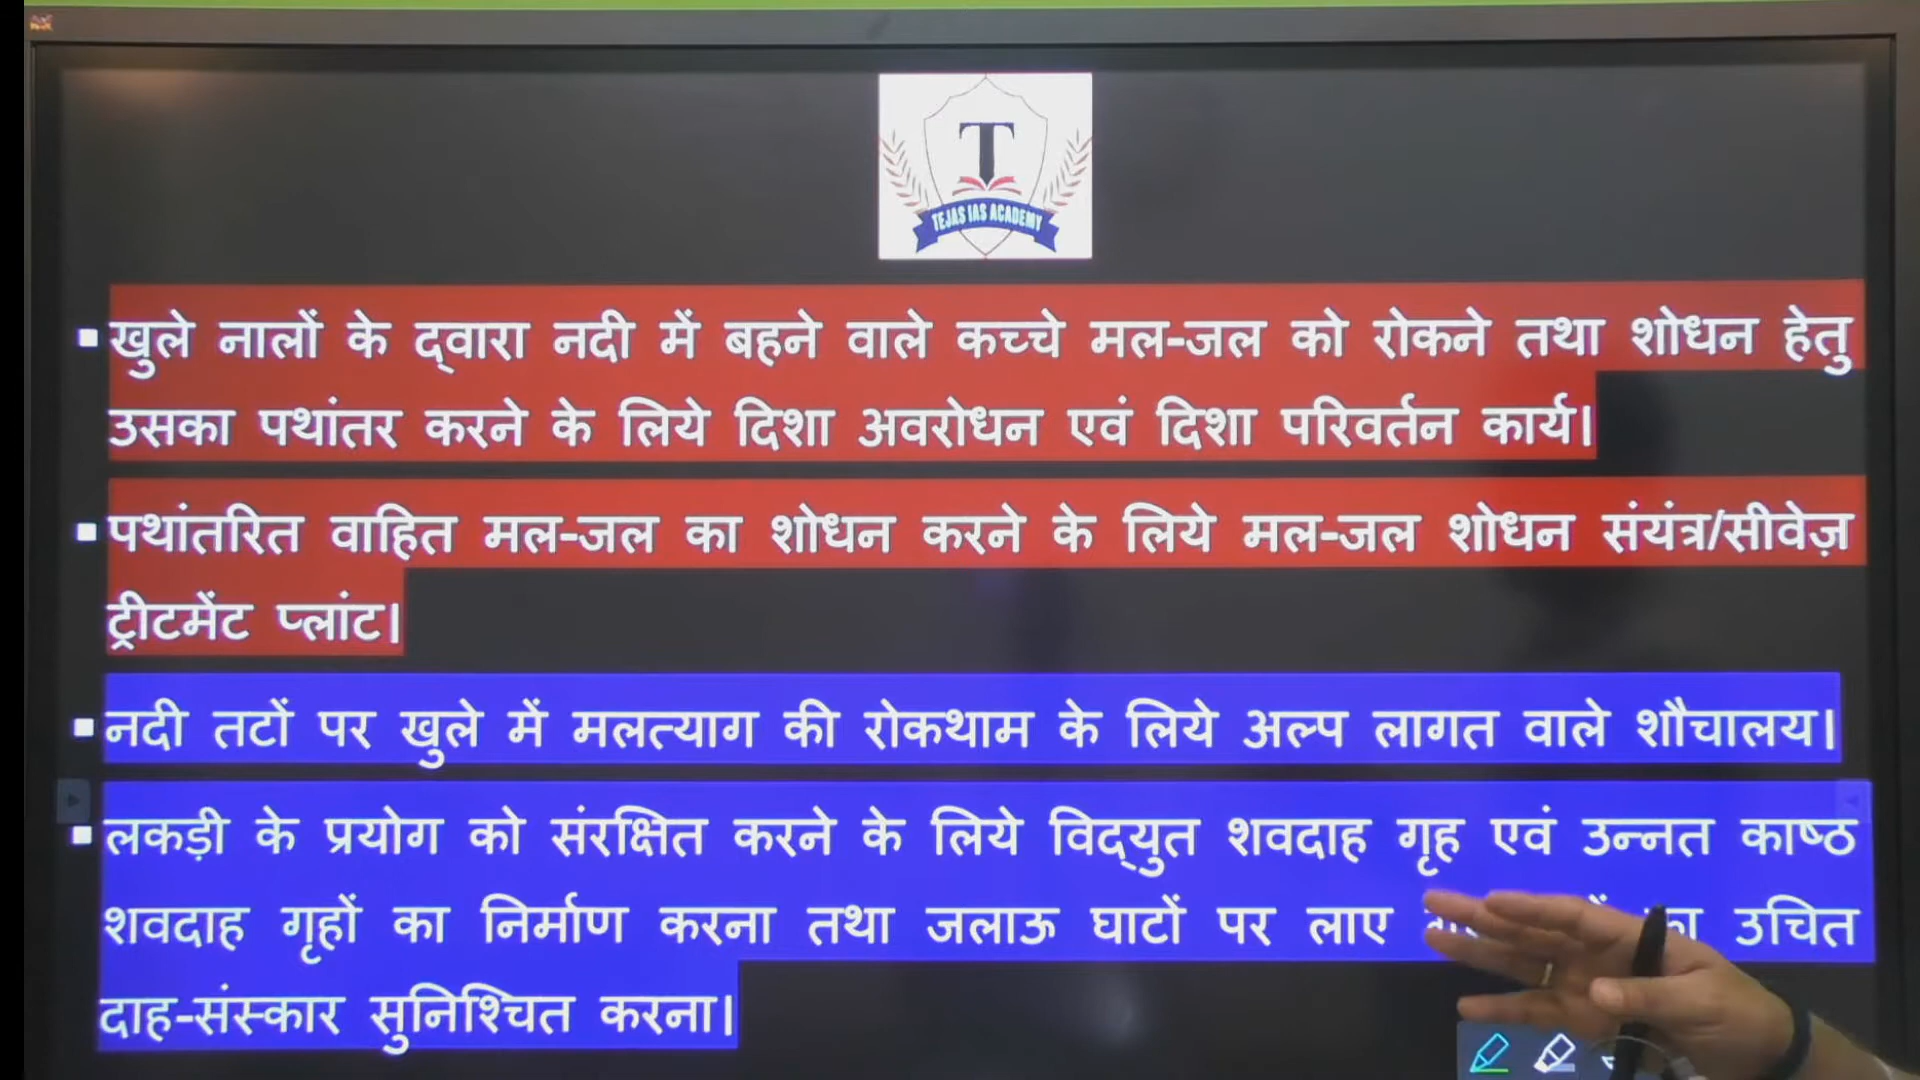 T
TEJAS IAS ACADEMY
खुले नालों के द्वारा नदी में बहने वाले कच्चे मल-जल को रोकने तथा शोधन हेतु
उसका पथांतर करने के लिये दिशा अवरोधन एवं दिशा परिवर्तन कार्य।
पथांतरित वाहित मल-जल का शोधन करने के लिये मल-जल शोधन संयंत्र/सीवेज़
ट्रीटमेंट प्लांट।
नदी तटों पर खुले में मलत्याग की रोकथाम के लिये अल्प लागत वाले शौचालय।
लकड़ी के प्रयोग को संरक्षित करने के लिये विद्युत शवदाह गृह एवं उन्नत काष्ठ
शवदाह गृहों का निर्माण करना तथा जलाऊ घाटों पर लाए का उचित
दाह-संस्कार सुनिश्चित करना।